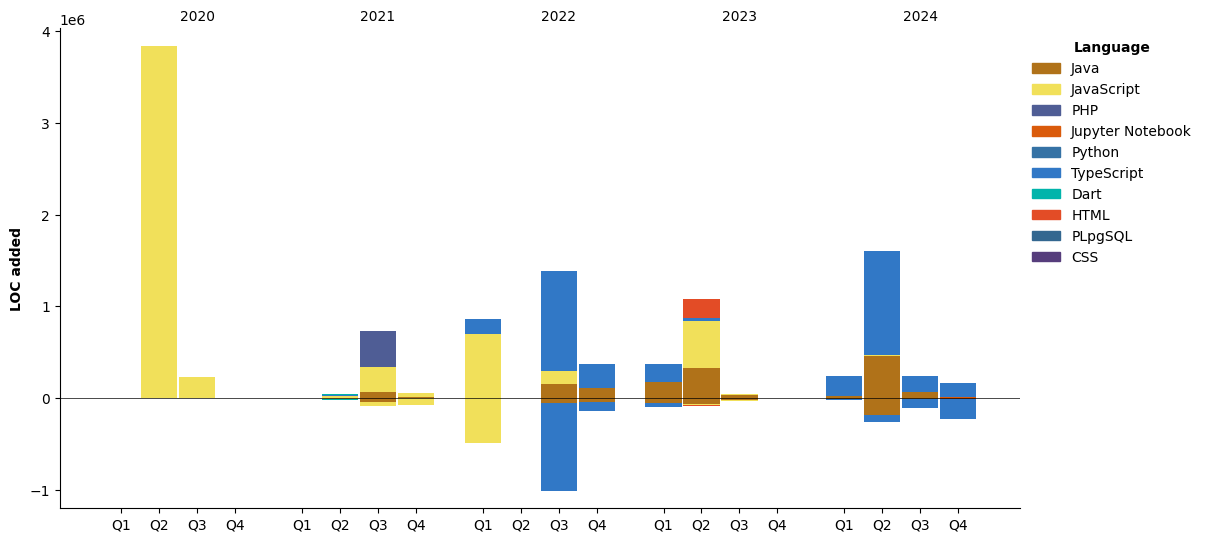 1e6
2020 2021 2022 2023 2024
4
3
2
1
0
−1
LOC added
Q1 Q2 Q3 Q4 Q1 Q2 Q3 Q4 Q1 Q2 Q3 Q4 Q1 Q2 Q3 Q4 Q1 Q2 Q3 Q4
Language
Java
JavaScript
PHP
Jupyter Notebook
Python
TypeScript
Dart
HTML
PLpgSQL
CSS